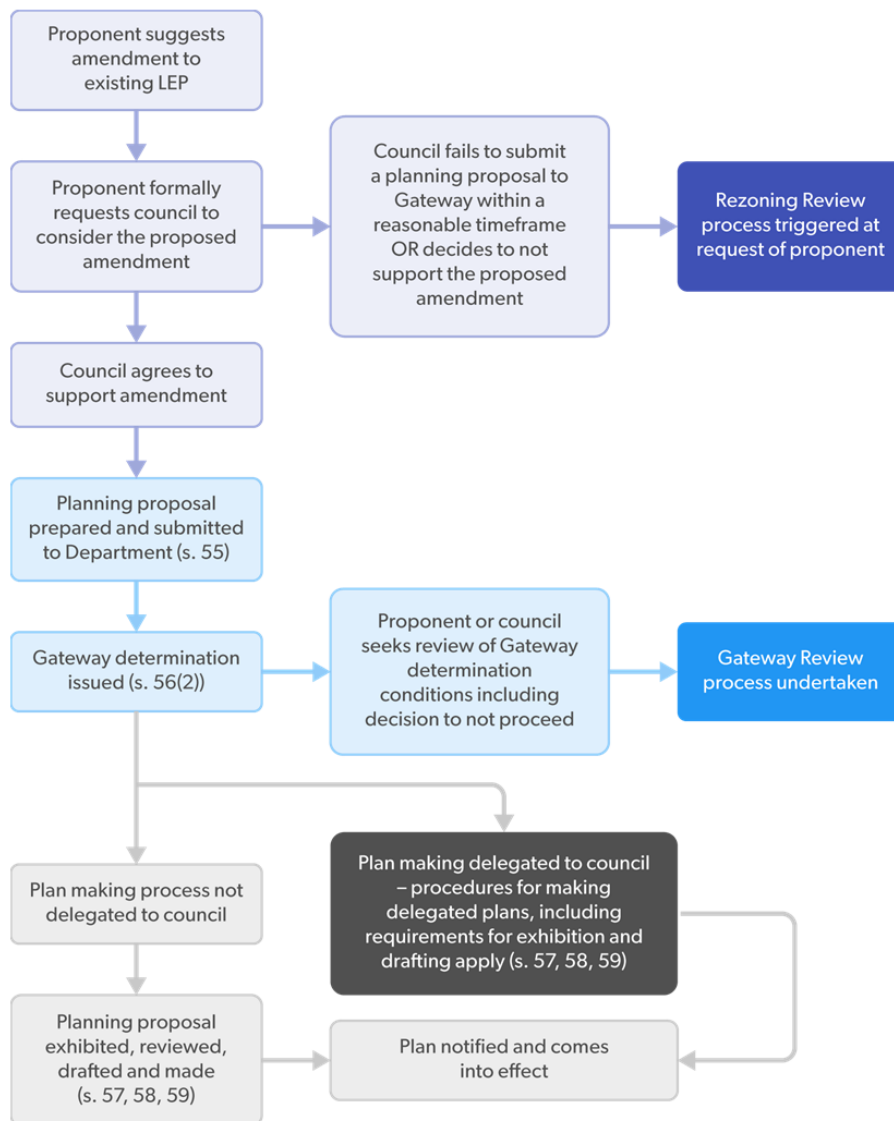 Proponent suggests
amendment to
existing LEP
Proponent formally
requests council to
consider the proposed
amendment
Council fails to submit
a planning proposal to
Gateway within a
reasonable timeframe
OR decides to not
support the proposed
amendment
Rezoning Review
process triggered at
request of proponent
Council agrees to
support amendment
Planning proposal
prepared and submitted
to Department (s. 55)
Gateway determination
issued (s. 56(2))
Proponent or council
seeks review of Gateway
determination
conditions including
decision to not proceed
Gateway Review
process undertaken
Plan making process not
delegated to council
Plan making delegated to council
– procedures for making
delegated plans, including
requirements for exhibition and
drafting apply (s. 57, 58, 59)
Planning proposal
exhibited, reviewed,
drafted and made
(s. 57, 58, 59)
Plan notified and comes
into effect